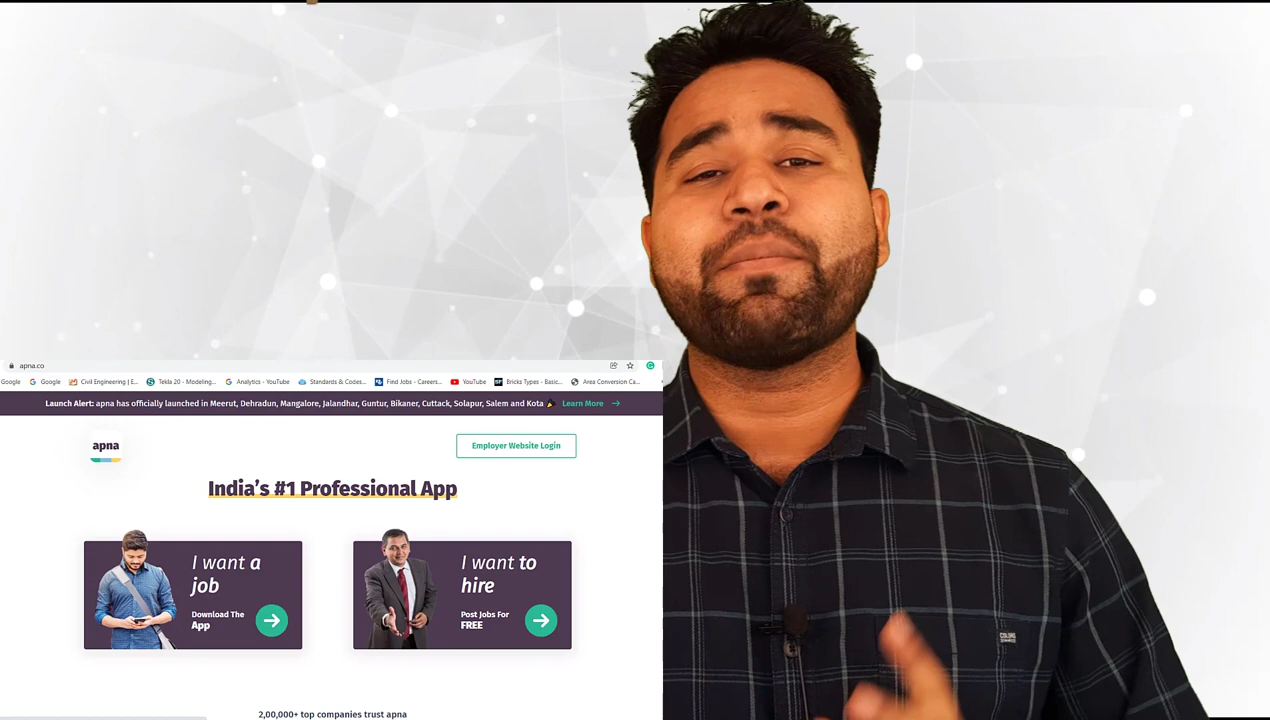 apna.co
Google Google Civil Engineering | E... Tekla 20 - Modeling... Analytics - YouTube Standards & Codes... Find Jobs - Careers... YouTube Bricks Types - Basic... Area Conversion Ca...
Launch Alert: apna has officially launched in Meerut, Dehradun, Mangalore, Jalandhar, Guntur, Bikaner, Cuttack, Solapur, Salem and Kota 🎉 Learn More →
apna
Employer Website Login
India's #1 Professional App
I want a
job
Download The
App
I want to
hire
Post Jobs For
FREE
2,00,000+ top companies trust apna